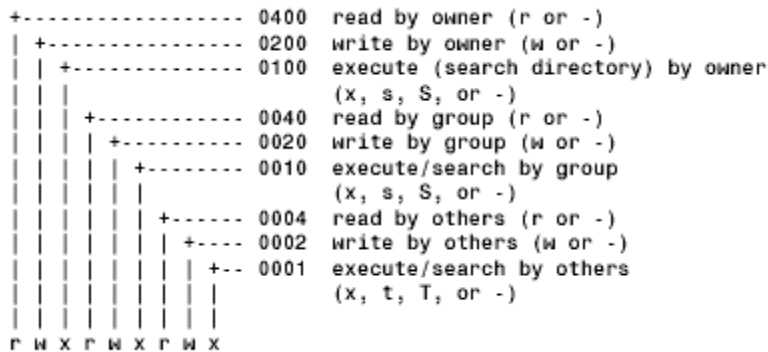 +------------------ 0400 read by owner (r or -)
| +---------------- 0200 write by owner (w or -)
| | +-------------- 0100 execute (search directory) by owner
| | | (x, s, S, or -)
| | | +------------ 0040 read by group (r or -)
| | | | +---------- 0020 write by group (w or -)
| | | | | +-------- 0010 execute/search by group
| | | | | | (x, s, S, or -)
| | | | | | +------ 0004 read by others (r or -)
| | | | | | | +---- 0002 write by others (w or -)
| | | | | | | | +-- 0001 execute/search by others
| | | | | | | | | (x, t, T, or -)
| | | | | | | | |
r w x r w x r w x